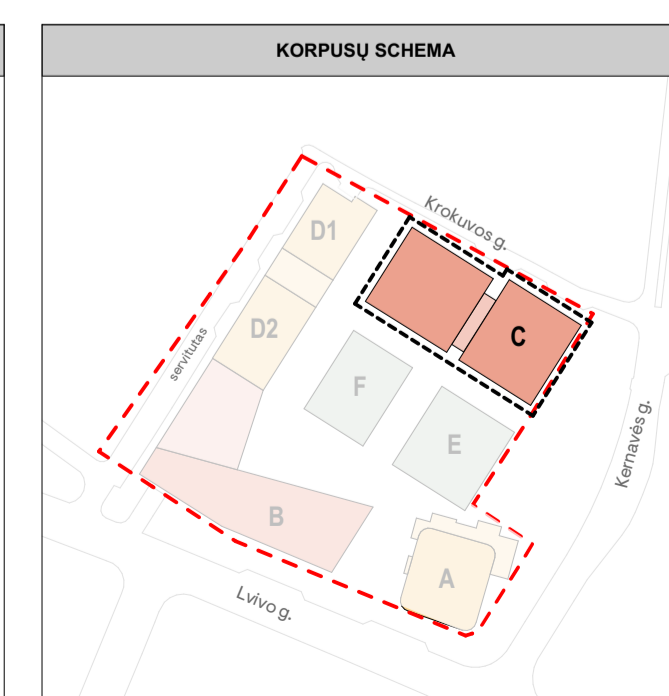 KORPUSŲ SCHEMA
Krokuvos g.
D1
C
D2
servitutas
F
Kernavės g.
E
B
A
Lvivo g.